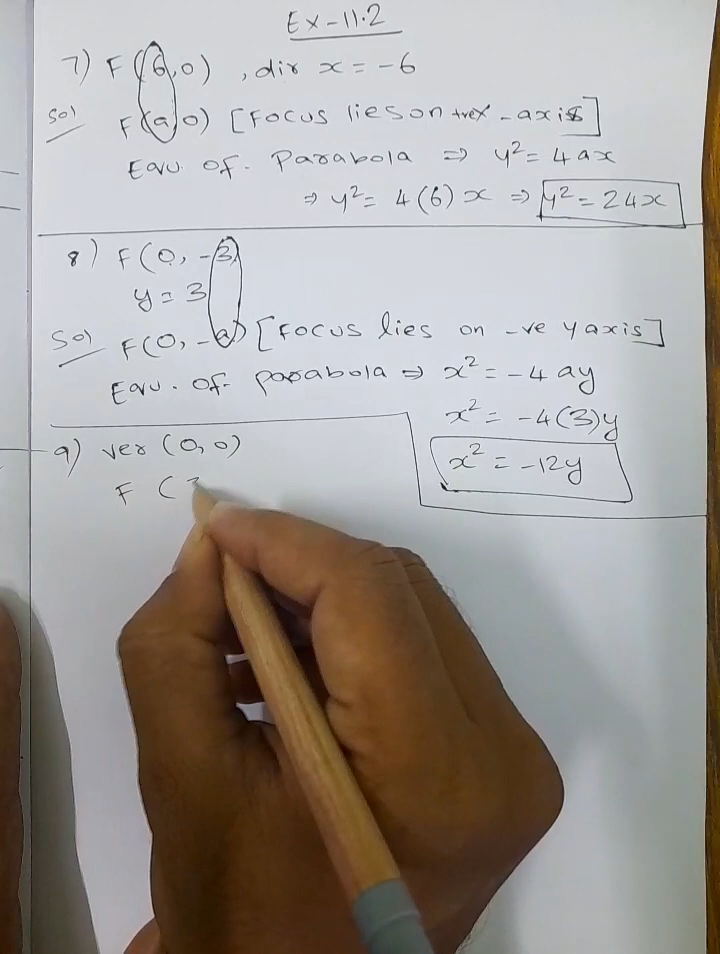 Ex-11.2
7) F(6,0) , dir x = -6
Sol F(a,0) [Focus lies on +ve x-axis]
Equ. Of. Parabola ⇒ y² = 4ax
⇒ y² = 4(6)x ⇒ y² = 24x
8) F(0, -3)
y = 3
Sol F(0, -a) [Focus lies on -ve y axis]
Equ. Of. parabola ⇒ x² = -4ay
x² = -4(3)y
x² = -12y
9) ver (0,0)
F (3